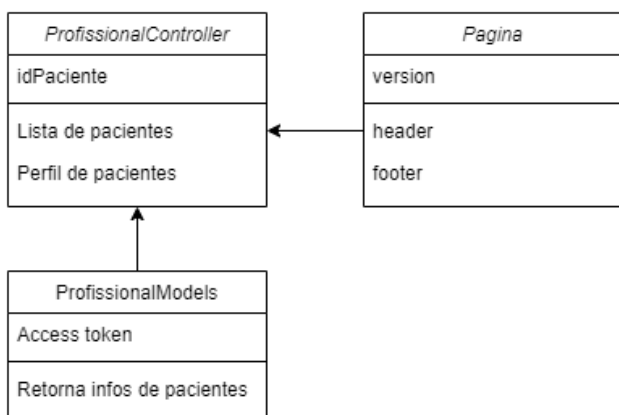 ProfissionalController
idPaciente
Lista de pacientes
Perfil de pacientes
Pagina
version
header
footer
ProfissionalModels
Access token
Retorna infos de pacientes